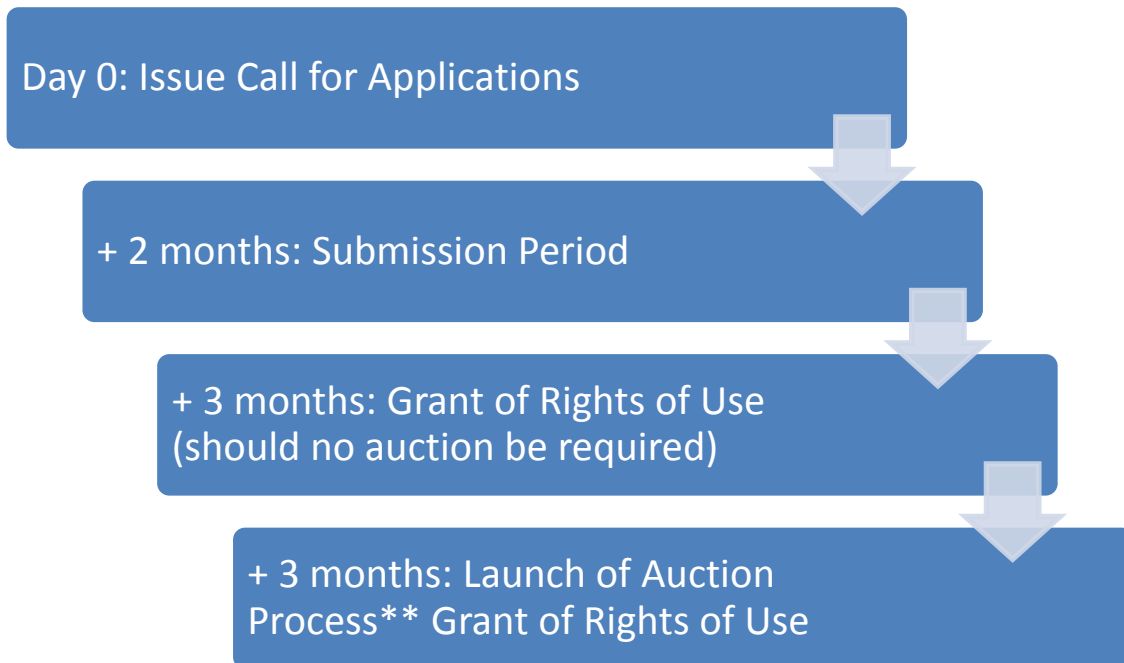 Day 0: Issue Call for Applications
+ 2 months: Submission Period
+ 3 months: Grant of Rights of Use
(should no auction be required)
+ 3 months: Launch of Auction
Process** Grant of Rights of Use